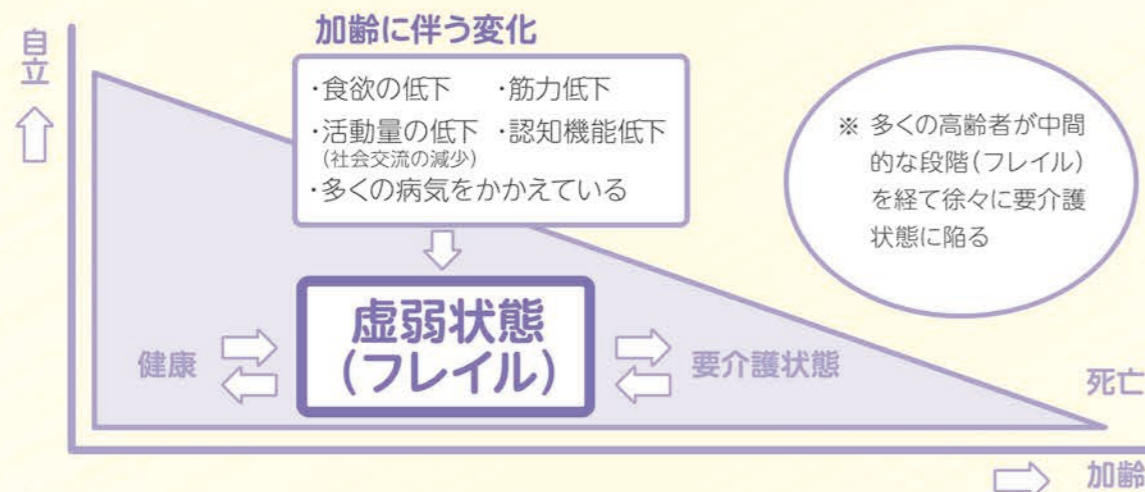 自立
加齢に伴う変化
・食欲の低下 ・筋力低下
・活動量の低下 ・認知機能低下
(社会交流の減少)
・多くの病気をかかえている
※ 多くの高齢者が中間
的な段階(フレイル)
を経て徐々に要介護
状態に陥る
健康
虚弱状態
(フレイル)
要介護状態
死亡
加齢